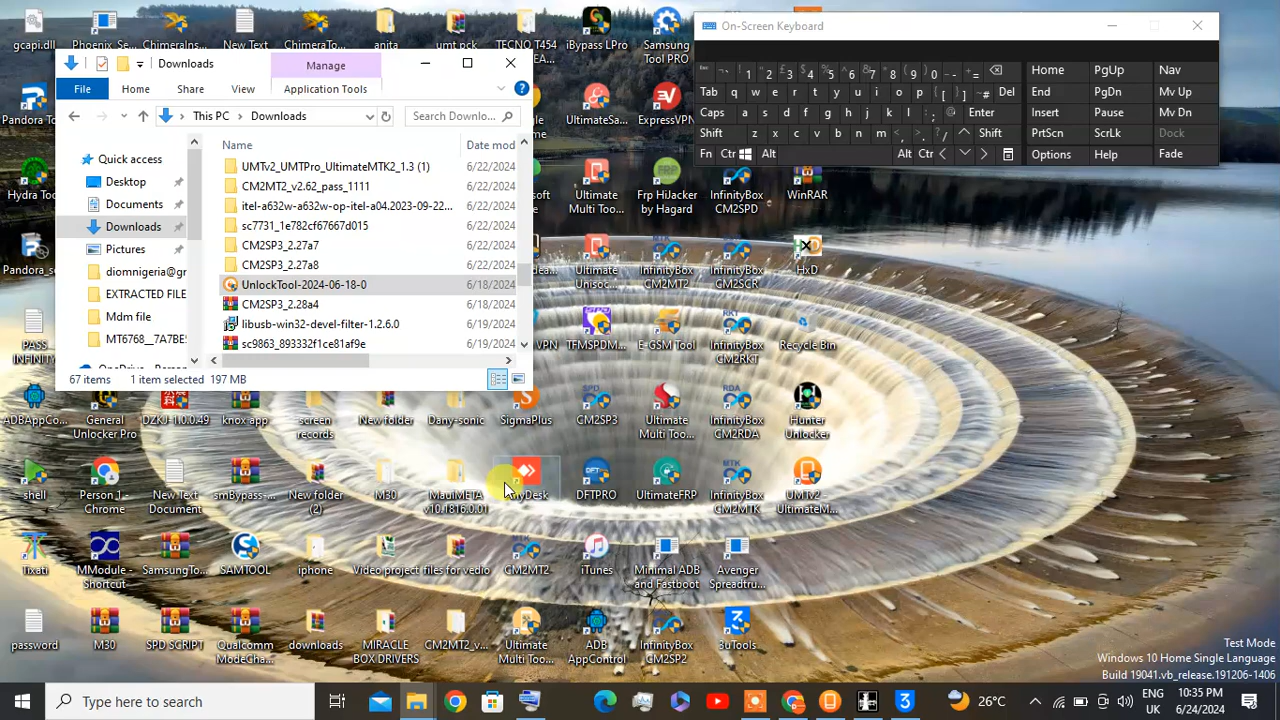 gcapi.dll
Phoenix_Se...
ChimeraIns...
New Text
ChimeraTo...
anita
umt pck
TECNO T454
iBypass LPro
Samsung
Tool PRO
On-Screen Keyboard
Downloads
Manage
File
Home
Share
View
Application Tools
This PC
Downloads
Search Downlo...
Name
Date mod
Quick access
Desktop
Documents
Downloads
Pictures
diomnigeria@gr
EXTRACTED FILE
Mdm file
MT6768__7A7BE
UMTv2_UMTPro_UltimateMTK2_1.3 (1)
6/22/2024
CM2MT2_v2.62_pass_1111
6/22/2024
itel-a632w-a632w-op-itel-a04.2023-09-22...
6/22/2024
sc7731_1e782cf67667d015
6/22/2024
CM2SP3_2.27a7
6/22/2024
CM2SP3_2.27a8
6/22/2024
UnlockTool-2024-06-18-0
6/18/2024
CM2SP3_2.28a4
6/18/2024
libusb-win32-devel-filter-1.2.6.0
6/19/2024
sc9863_893332f1ce81af9e
6/19/2024
67 items
1 item selected
197 MB
Esc
Home
PgUp
Nav
Tab q w e r t y u i o p [ ] # Del
End
PgDn
Mv Up
Caps a s d f g h j k l ; @ Enter
Insert
Pause
Mv Dn
Shift z x c v b n m , . / Shift
PrtScn
ScrLk
Dock
Fn Ctr Alt Alt Ctr
Options
Help
Fade
Pandora To...
UltimateSa...
ExpressVPN
Hydra Tool
Ultimate
Multi Too...
Frp HiJacker
by Hagard
InfinityBox
CM2SPD
WinRAR
Ultimate
Unisoc...
InfinityBox
CM2MT2
InfinityBox
CM2SCR
HxD
PASS
INFINITY
VPN
TFMSPDM...
E-GSM Tool
InfinityBox
CM2RKT
Recycle Bin
ADBAppCo...
General
Unlocker Pro
DZKJ-1.0.0.49
knox app
screen
records
New folder
Dany-sonic
SigmaPlus
CM2SP3
Ultimate
Multi Too...
InfinityBox
CM2RDA
Hunter
Unlocker
shell
Person 1 -
Chrome
New Text
Document
smBypass-...
New folder
(2)
M30
MauiMETA
v10.1816.0.01
AnyDesk
DFTPRO
UltimateFRP
InfinityBox
CM2MTK
UMTv2 -
UltimateM...
Tixati
MModule -
Shortcut
SamsungTo...
SAMTOOL
iphone
Video project
files for vedio
CM2MT2
iTunes
Minimal ADB
and Fastboot
Avenger
Spreadtru...
password
M30
SPD SCRIPT
Qualcomm
ModeCha...
downloads
MIRACLE
BOX DRIVERS
CM2MT2_v...
Ultimate
Multi Too...
ADB
AppControl
InfinityBox
CM2SP2
3uTools
Test Mode
Windows 10 Home Single Language
Build 19041.vb_release.191206-1406
Type here to search
26°C
ENG
UK
10:35 PM
6/24/2024